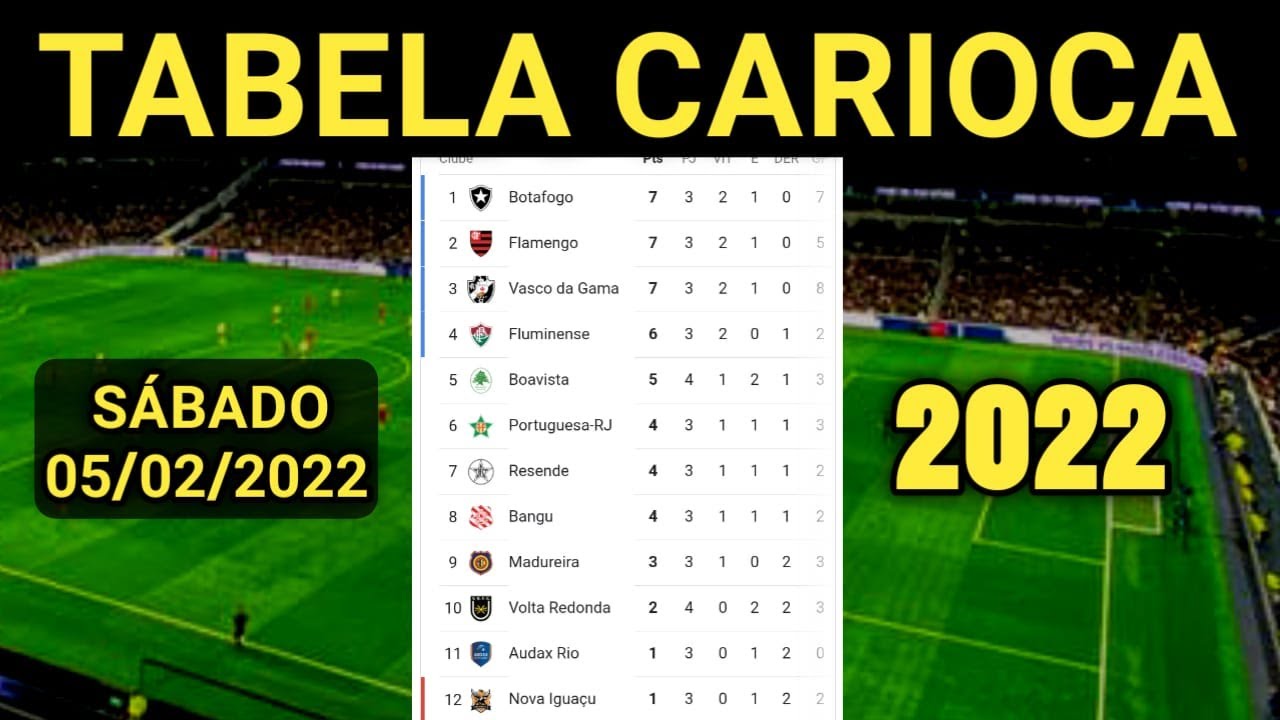 TABELA CARIOCA
Clube Pts PJ VIT E DER GP
1 Botafogo 7 3 2 1 0 7
2 Flamengo 7 3 2 1 0 5
3 Vasco da Gama 7 3 2 1 0 8
4 Fluminense 6 3 2 0 1 2
5 Boavista 5 4 1 2 1 3
6 Portuguesa-RJ 4 3 1 1 1 3
7 Resende 4 3 1 1 1 2
8 Bangu 4 3 1 1 1 2
9 Madureira 3 3 1 0 2 3
10 Volta Redonda 2 4 0 2 2 3
11 Audax Rio 1 3 0 1 2 0
12 Nova Iguaçu 1 3 0 1 2 2
SÁBADO
05/02/2022
2022